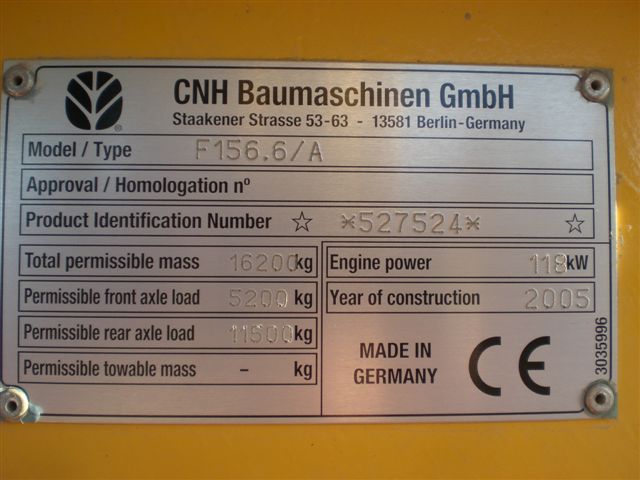 CNH Baumaschinen GmbH
Staakener Strasse 53-63 - 13581 Berlin-Germany
Model / Type F156.6/A
Approval / Homologation nº
Product Identification Number ☆ *527524* ☆
Total permissible mass 16200 kg
Permissible front axle load 5200 kg
Permissible rear axle load 11500 kg
Permissible towable mass - kg
Engine power 118 kW
Year of construction 2005
MADE IN
GERMANY
CE
3035996
®